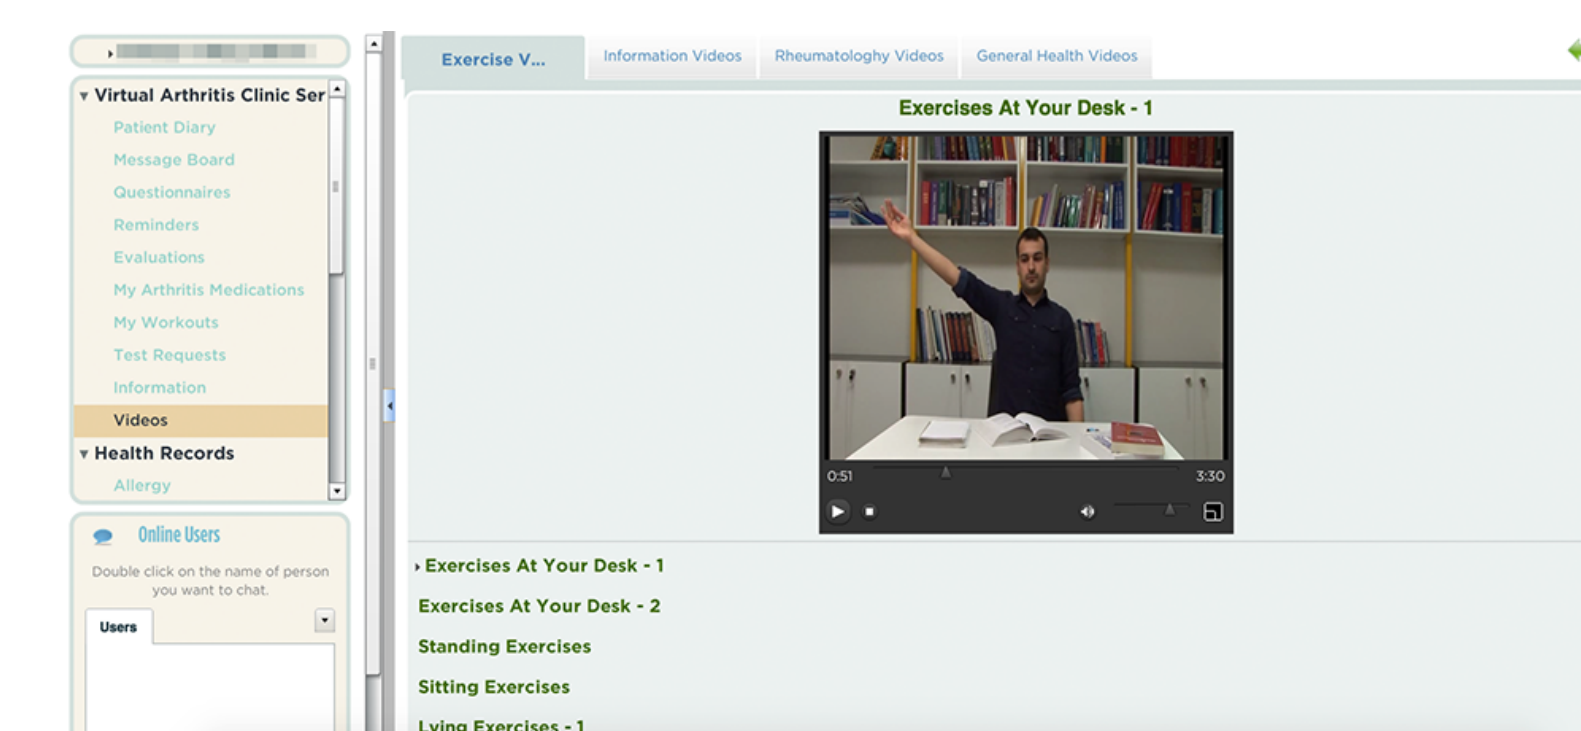 Virtual Arthritis Clinic Ser
Patient Diary
Message Board
Questionnaires
Reminders
Evaluations
My Arthritis Medications
My Workouts
Test Requests
Information
Videos
Health Records
Allergy
Online Users
Double click on the name of person
you want to chat.
Users
Exercise V...
Information Videos
Rheumatologhy Videos
General Health Videos
Exercises At Your Desk - 1
0:51
3:30
Exercises At Your Desk - 1
Exercises At Your Desk - 2
Standing Exercises
Sitting Exercises
Lying Exercises - 1